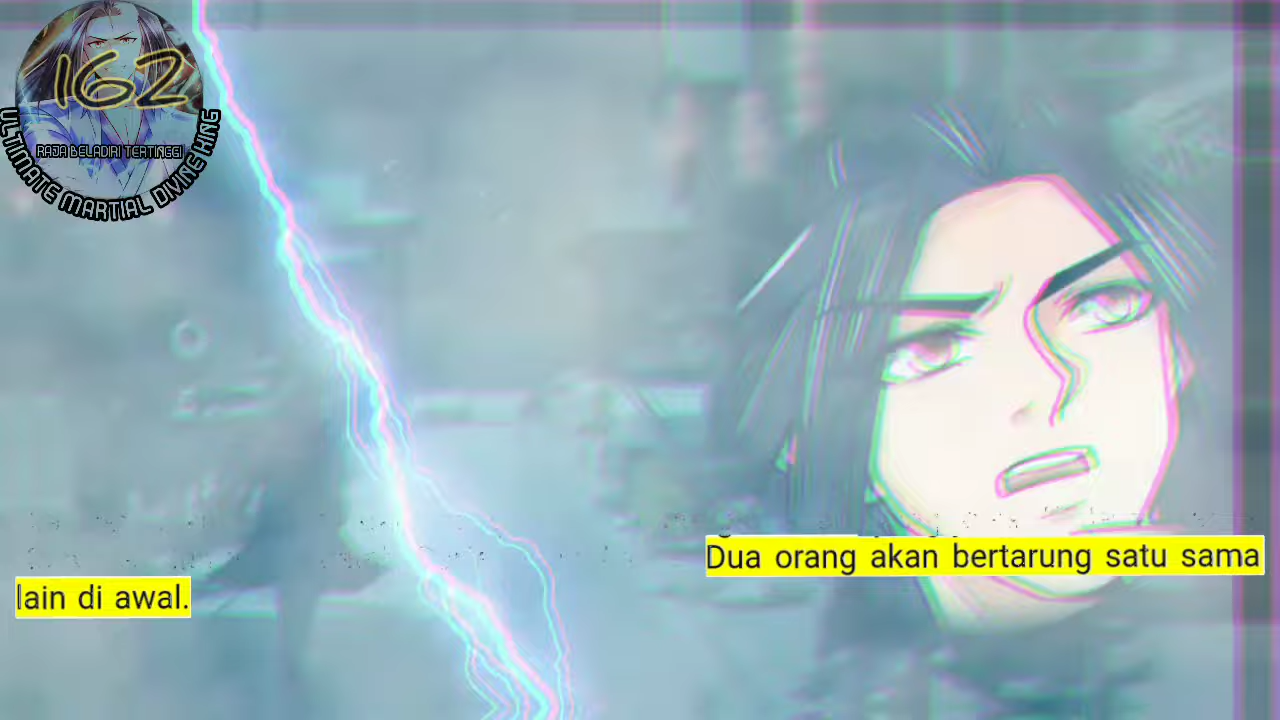 162
RAJA BELADIRI TERTINGGI
ULTIMATE MARTIAL DIVINE KING
Dua orang akan bertarung satu sama
lain di awal.